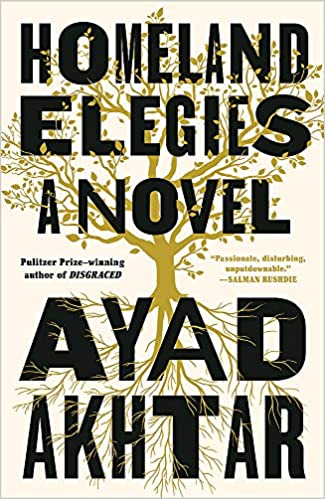 HOMELAND
ELEGIES
A NOVEL
Pulitzer Prize–winning
author of DISGRACED
“Passionate, disturbing,
unputdownable.”
—SALMAN RUSHDIE
AYAD
AKHTAR